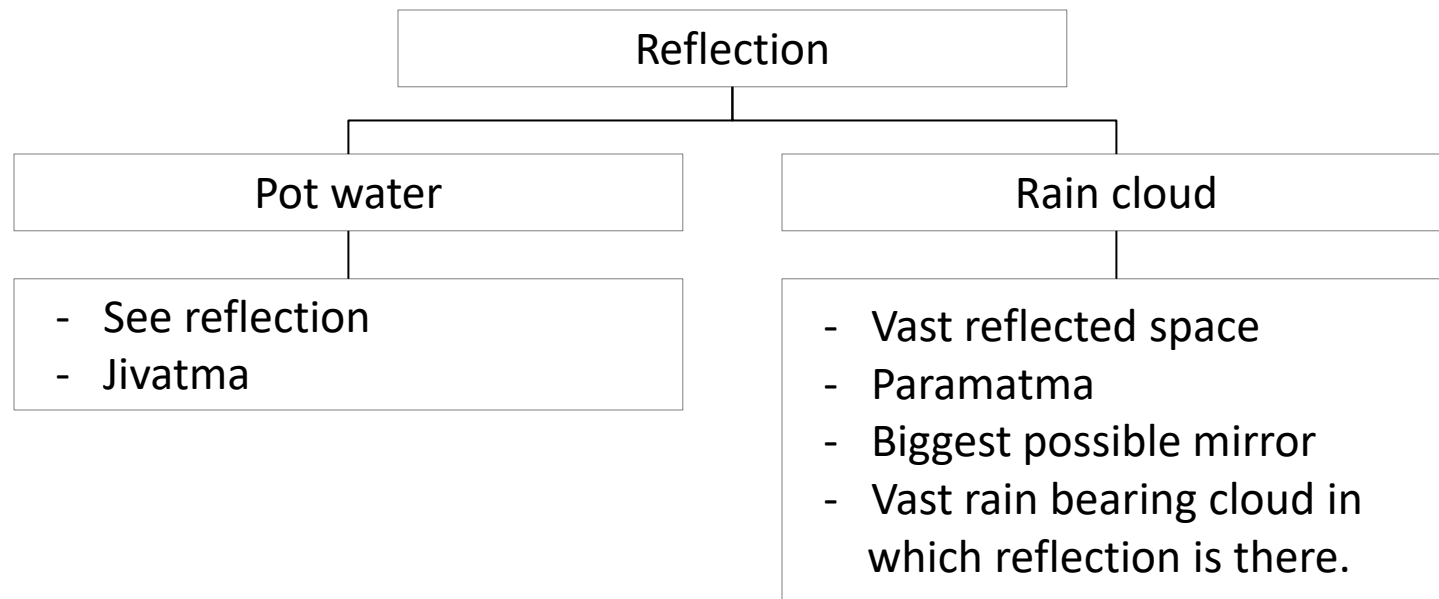 Reflection
Pot water
- See reflection
- Jivatma
Rain cloud
- Vast reflected space
- Paramatma
- Biggest possible mirror
- Vast rain bearing cloud in
which reflection is there.